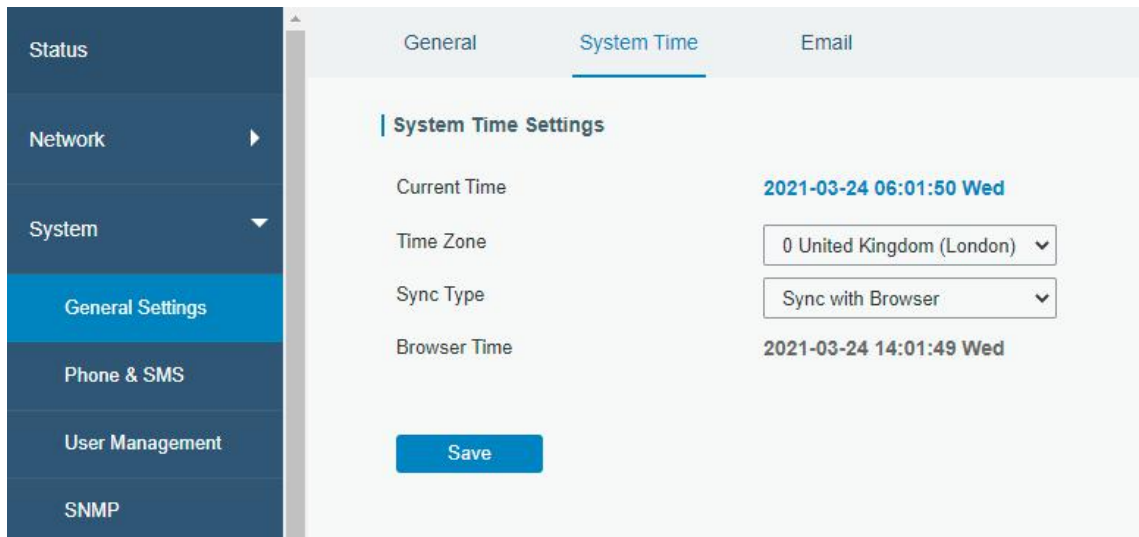 Status
Network
System
General Settings
Phone & SMS
User Management
SNMP
General System Time Email
System Time Settings
Current Time 2021-03-24 06:01:50 Wed
Time Zone 0 United Kingdom (London)
Sync Type Sync with Browser
Browser Time 2021-03-24 14:01:49 Wed
Save